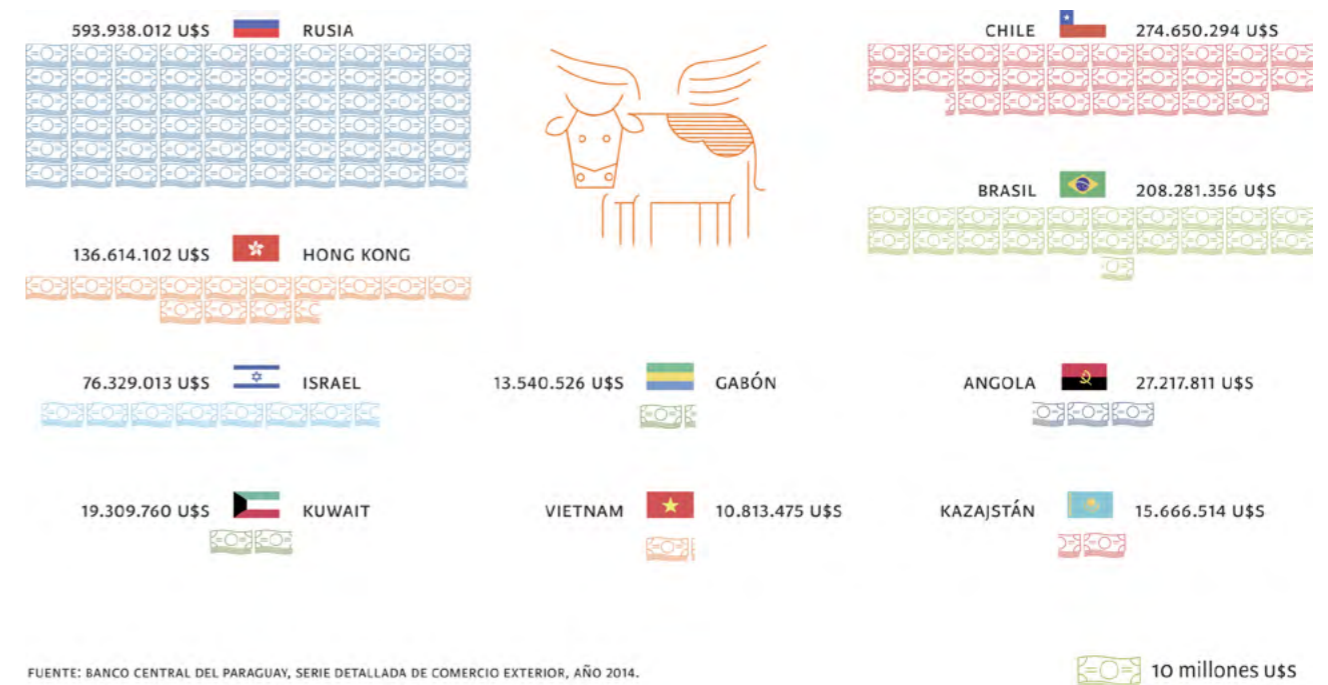 593.938.012 U$S RUSIA
CHILE 274.650.294 U$S
BRASIL 208.281.356 U$S
136.614.102 U$S HONG KONG
76.329.013 U$S ISRAEL
13.540.526 U$S GABÓN
ANGOLA 27.217.811 U$S
19.309.760 U$S KUWAIT
VIETNAM 10.813.475 U$S
KAZAJSTÁN 15.666.514 U$S
FUENTE: BANCO CENTRAL DEL PARAGUAY, SERIE DETALLADA DE COMERCIO EXTERIOR, AÑO 2014.
10 millones U$S